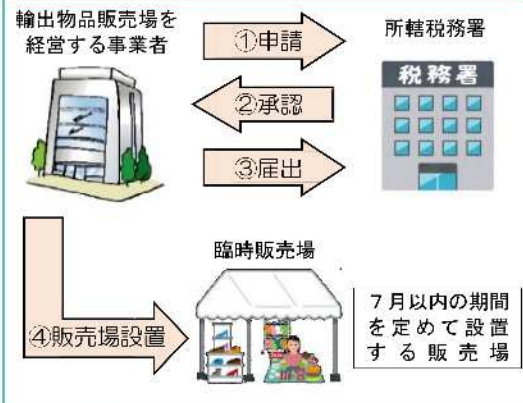 輸出物品販売場を
経営する事業者
①申請
所轄税務署
税務署
②承認
③届出
臨時販売場
④販売場設置
7月以内の期間
を定めて設置
する販売場